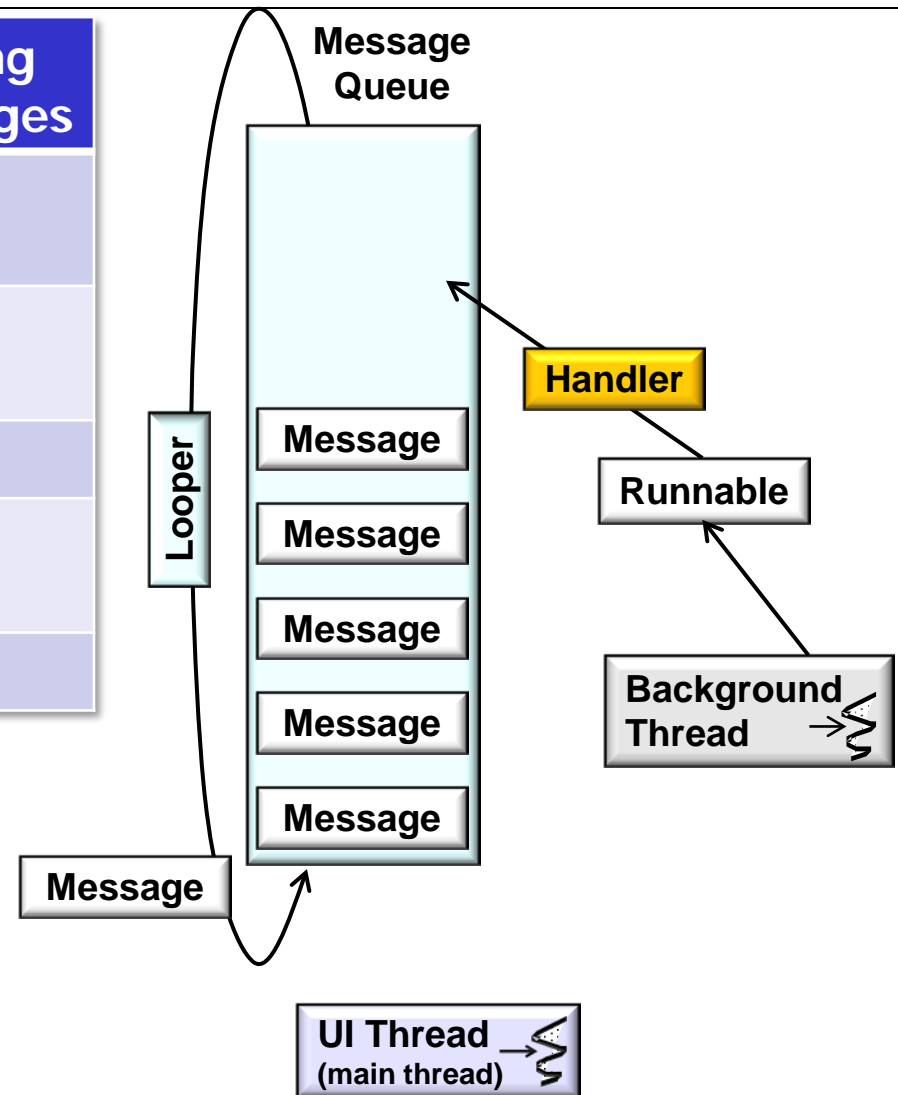 Message
Queue
Handler
Message
Runnable
Looper
Message
Message
Background
Thread
Message
Message
Message
UI Thread
(main thread)